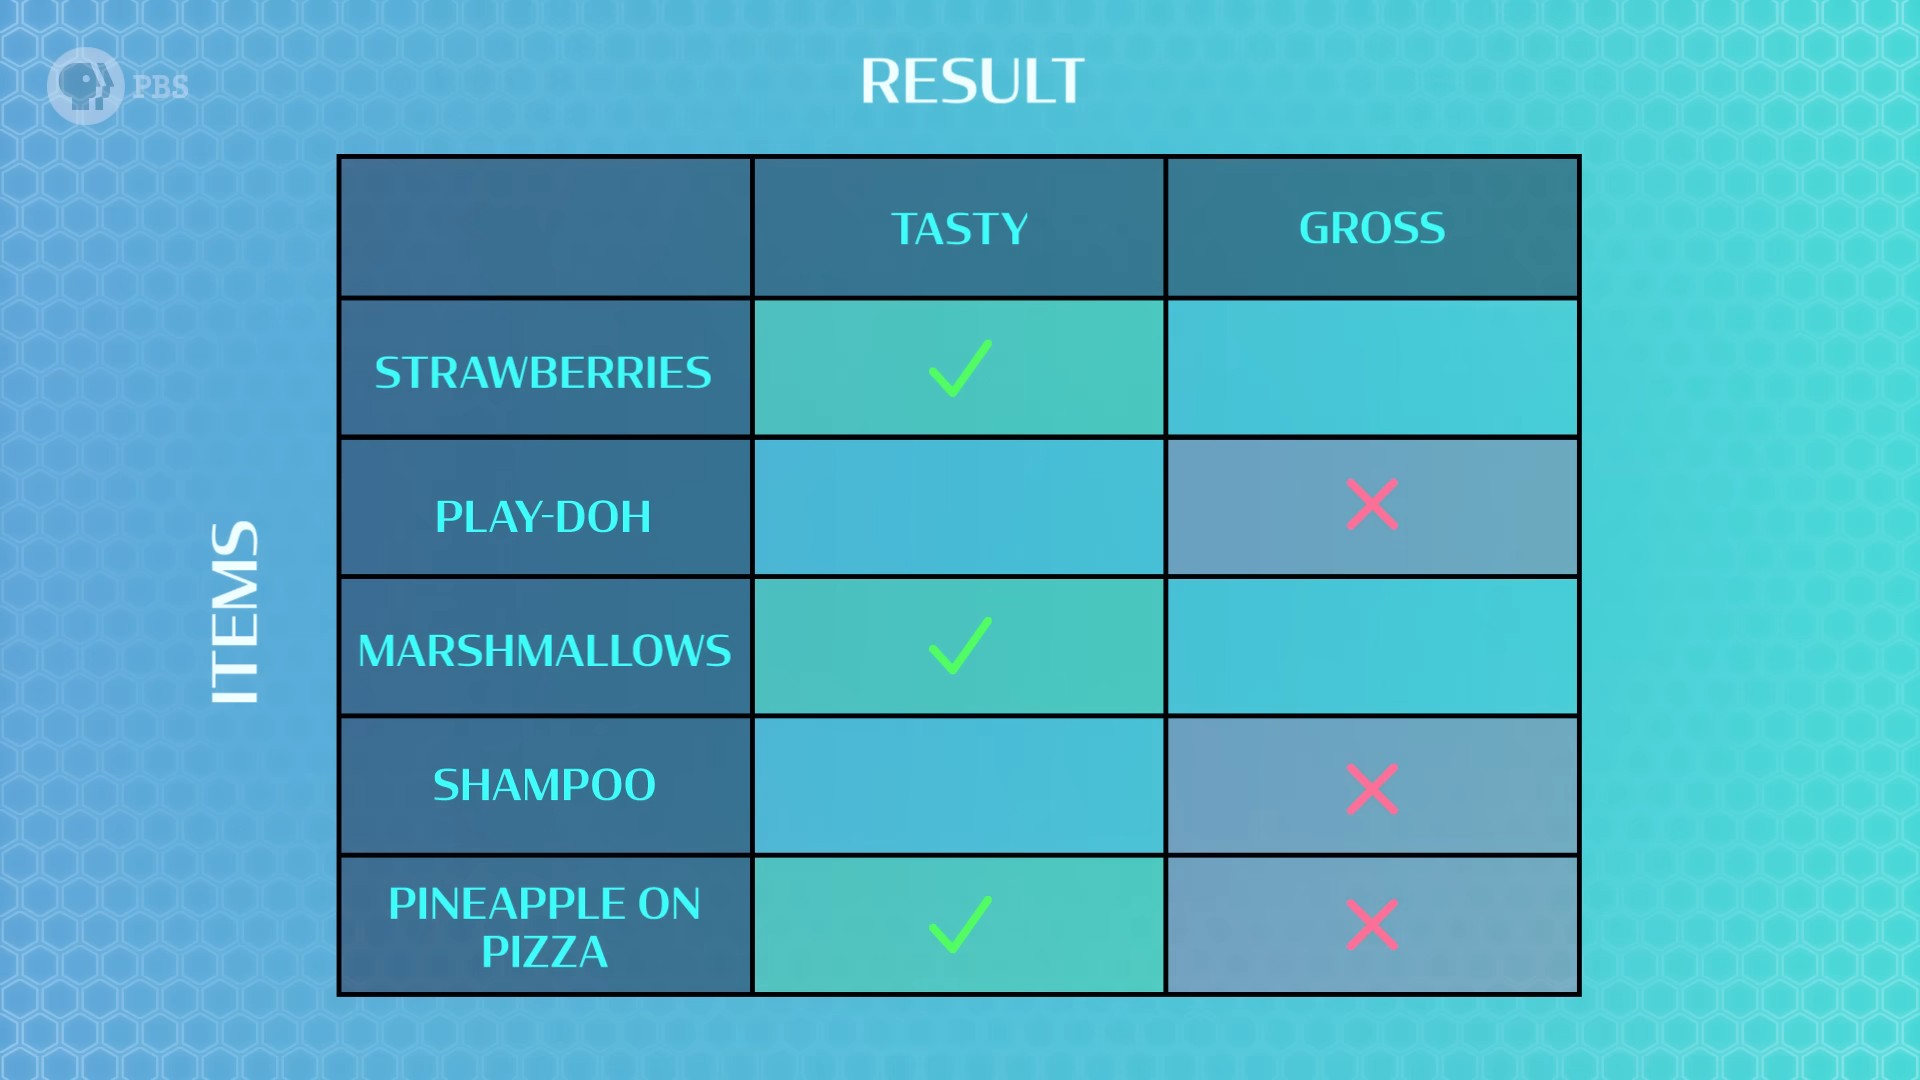 PBS
RESULT
TASTY
GROSS
STRAWBERRIES
PLAY-DOH
ITEMS
MARSHMALLOWS
SHAMPOO
PINEAPPLE ON
PIZZA